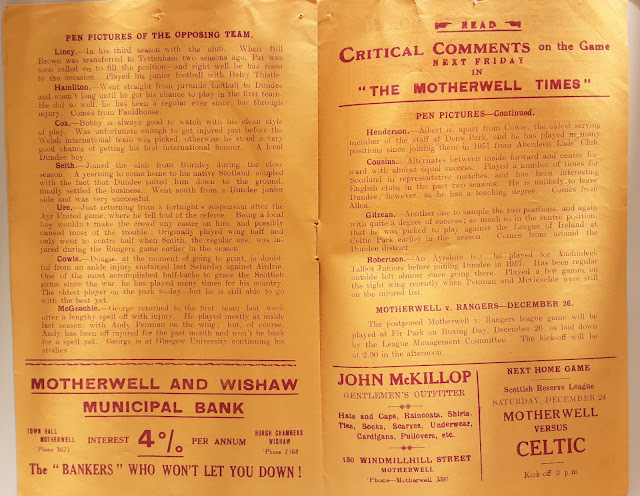 PEN PICTURES OF THE OPPOSING TEAM.
Liney.—In his third season with the club. When Bill
Brown was transferred to Tottenham two seasons ago, Pat was
soon called on to fill the position—and right well he has risen
to the occasion. Played his junior football with Dalry Thistle.
Hamilton.—Went straight from juvenile football to Dundee
and wasn't long until he got his chance to play in the first team.
He did so well, he has been a regular ever since, but through
injury. Comes from Fauldhouse.
Cox.—Bobby is always good to watch with his clean style
of play. Was unfortunate enough to get injured just before the
Welsh international team was picked, otherwise he stood a very
good chance of getting his first international honour. A local
Dundee boy.
Seith.—Joined the club from Burnley during the close
season. A yearning to come home to his native Scotland, coupled
with the fact that Dundee suited him down to the ground,
finally settled the business. Went south from a Dundee junior
side and was very successful.
Ure.—Just returning from a fortnight's suspension after the
Ayr United game, where he fell foul of the referee. Being a local
boy wouldn't make the crowd any easier on him, and possibly
caused most of the trouble. Originally played wing half and
only went to centre half when Smith, the regular one, was in-
jured during the Rangers game earlier in the season.
Cowie.—Dougie, at the moment of going to print, is doubt-
ful from an ankle injury sustained last Saturday against Airdrie.
One of the most accomplished half-backs to grace the Scottish
game since the war, he has played many times for his country.
The oldest player on the park to-day—but he is still able to go
with the best yet.
McGeachie.—George returned to the first team last week
after a lengthy spell off with injury. He played mostly at inside
last season, with Andy Penman on the wing; but, of course,
Andy has been off injured for the past month and won't be back
for a spell yet. George is at Glasgow University continuing his
studies
MOTHERWELL AND WISHAW
MUNICIPAL BANK
TOWN HALL
MOTHERWELL
'Phone 3671
INTEREST 4% PER ANNUM
BURGH CHAMBERS
WISHAW
'Phone 2168
The "BANKERS" WHO WON'T LET YOU DOWN!
READ
CRITICAL COMMENTS on the Game
NEXT FRIDAY
IN
"THE MOTHERWELL TIMES"
PEN PICTURES—Continued.
Henderson.—Albert is, apart from Cowie, the oldest serving
member of the staff at Dens Park, and he has played in many
positions since joining them in 1951 from Aberdeen Lads' Club
Cousins.—Alternates between inside forward and centre for-
ward with almost equal success. Played a number of times for
Scotland in representative matches, and has been interesting
English clubs in the past two seasons. He is unlikely to leave
Dundee, however, as he has a teaching degree. Comes from
Alloa.
Gilzean.—Another one to sample the two positions, and again
with quite a degree of success; as much so in the centre position,
that he was picked to play against the League of Ireland at
Celtic Park earlier in the season. Comes from around the
Dundee district
Robertson.—An Ayrshire he played for Auchinleck
Talbot Juniors before joining Dundee in 1957. Has been regular
outside left almost since going there. Played a few games on
the right wing recently when Penman and McGeachie were still
on the injured list.
MOTHERWELL v. RANGERS—DECEMBER 26.
The postponed Motherwell v. Rangers league game will be
played at Fir Park on Boxing Day, December 26, as laid down
by the League Management Committee. The kick-off will be
at 2.30 in the afternoon.
JOHN McKILLOP
GENTLEMEN'S OUTFITTER
Hats and Caps, Raincoats, Shirts,
Ties, Socks, Scarves, Underwear,
Cardigans, Pullovers, etc.
130 WINDMILLHILL STREET
MOTHERWELL
'Phone—Motherwell 3397
NEXT HOME GAME
Scottish Reserve League
SATURDAY, DECEMBER 24
MOTHERWELL
VERSUS
CELTIC
Kick-off 3 p.m.